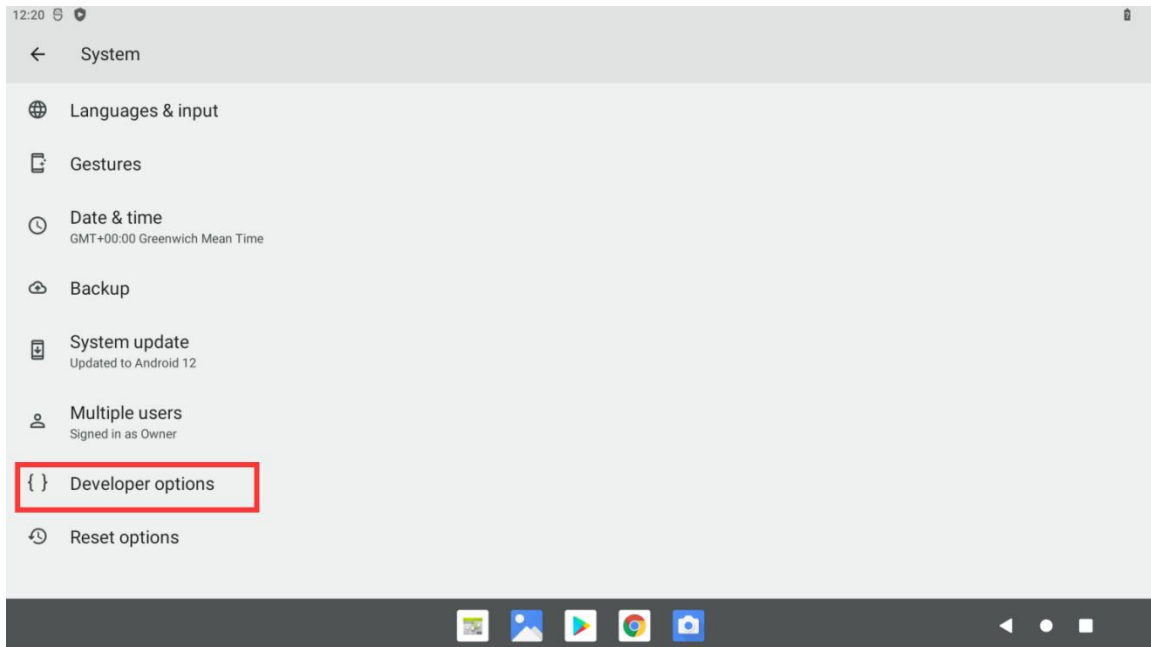 12:20
System
Languages & input
Gestures
Date & time
GMT+00:00 Greenwich Mean Time
Backup
System update
Updated to Android 12
Multiple users
Signed in as Owner
{ } Developer options
Reset options